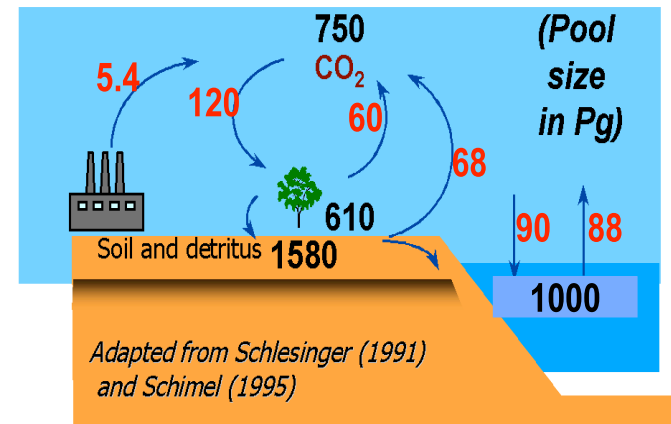 750
CO2
(Pool
size
in Pg)
5.4
120
60
68
90
88
610
Soil and detritus 1580
1000
Adapted from Schlesinger (1991)
and Schimel (1995)